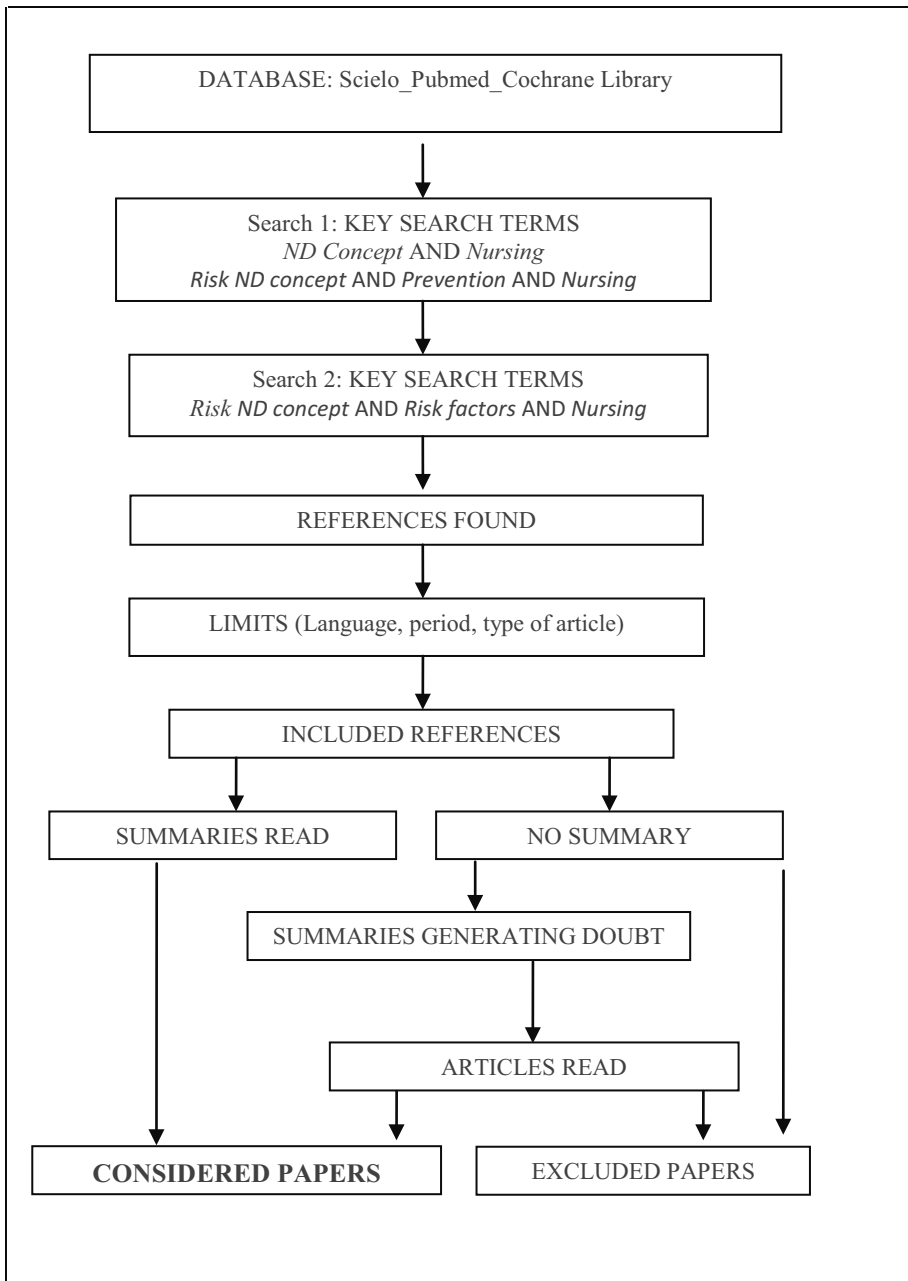 DATABASE: Scielo_Pubmed_Cochrane Library
Search 1: KEY SEARCH TERMS
ND Concept AND Nursing
Risk ND concept AND Prevention AND Nursing
Search 2: KEY SEARCH TERMS
Risk ND concept AND Risk factors AND Nursing
REFERENCES FOUND
LIMITS (Language, period, type of article)
INCLUDED REFERENCES
SUMMARIES READ
NO SUMMARY
SUMMARIES GENERATING DOUBT
ARTICLES READ
CONSIDERED PAPERS
EXCLUDED PAPERS